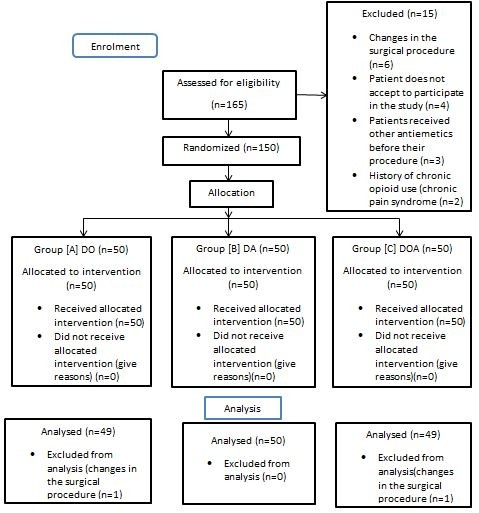 Enrolment
Assessed for eligibility
(n=165)
Excluded (n=15)
• Changes in the
surgical procedure
(n=6)
• Patient does not
accept to participate
in the study (n=4)
• Patients received
other antiemetics
before their
procedure (n=3)
• History of chronic
opioid use (chronic
pain syndrome (n=2)
Randomized (n=150)
Allocation
Group [A] DO (n=50)
Allocated to intervention
(n=50)
• Received allocated
intervention (n=50)
• Did not receive
allocated
intervention (give
reasons) (n=0)
Group [B] DA (n=50)
Allocated to intervention
(n=50)
• Received allocated
intervention (n=50)
• Did not receive
allocated
intervention (give
reasons)(n=0)
Group [C] DOA (n=50)
Allocated to intervention
(n=50)
• Received allocated
intervention (n=50)
• Did not receive
allocated
intervention (give
reasons)(n=0)
Analysis
Analysed (n=49)
• Excluded from
analysis (changes in
the surgical
procedure (n=1)
Analysed (n=50)
• Excluded from
analysis (n=0)
Analysed (n=49)
• Excluded from
analysis(changes
in the surgical
procedure (n=1)